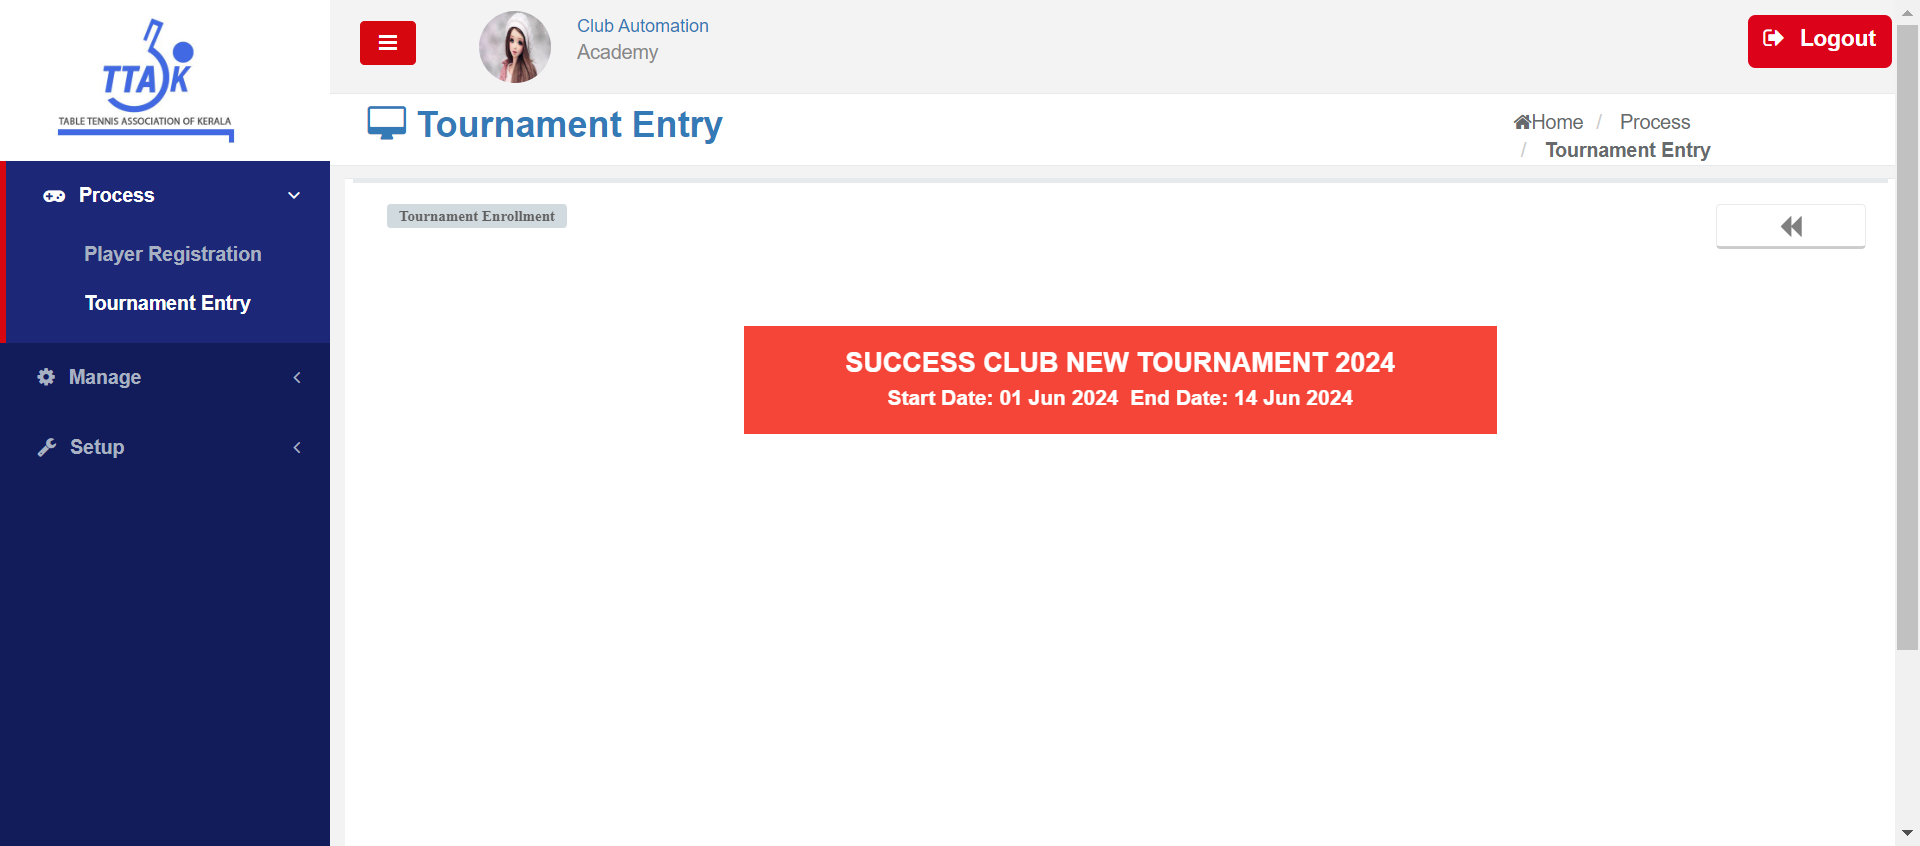 TTAK
TABLE TENNIS ASSOCIATION OF KERALA
Process
Player Registration
Tournament Entry
Manage
Setup
Club Automation
Academy
Logout
Tournament Entry
Home / Process
/ Tournament Entry
Tournament Enrollment
SUCCESS CLUB NEW TOURNAMENT 2024
Start Date: 01 Jun 2024 End Date: 14 Jun 2024